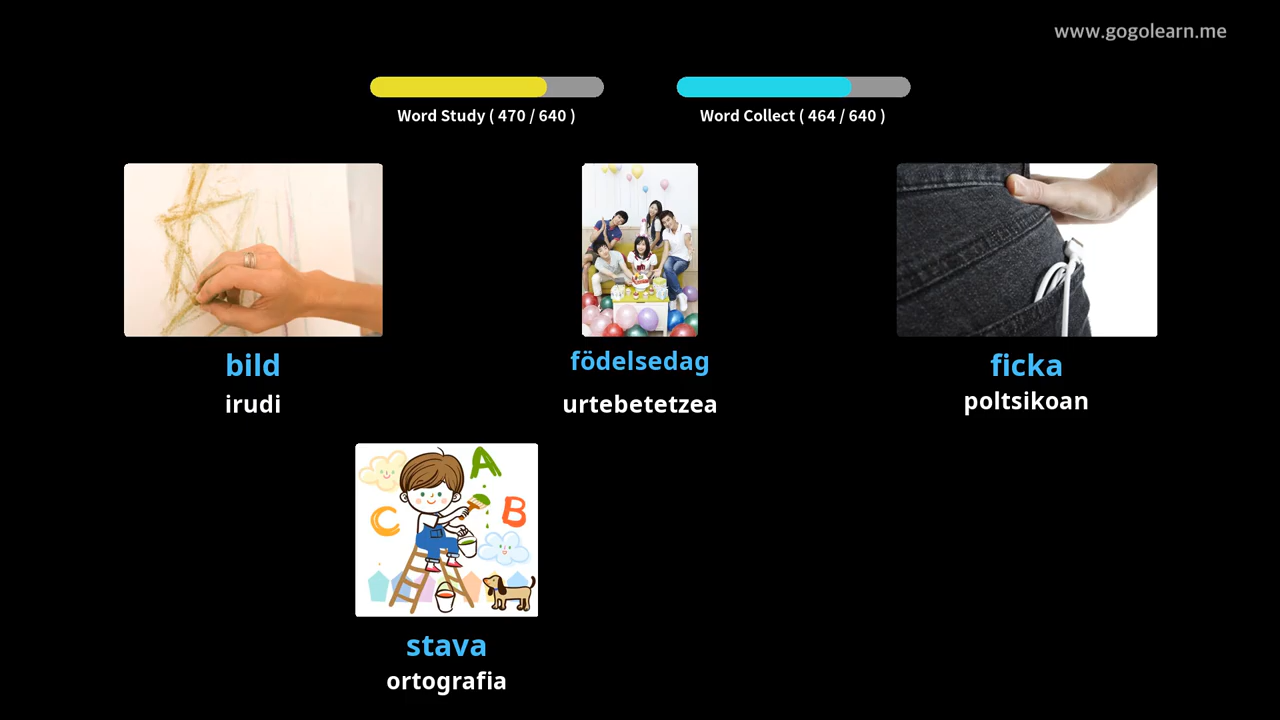 www.gogolearn.me
Word Study ( 470 / 640 )
Word Collect ( 464 / 640 )
bild
irudi
födelsedag
urtebetetzea
ficka
poltsikoan
A
B
C
stava
ortografia